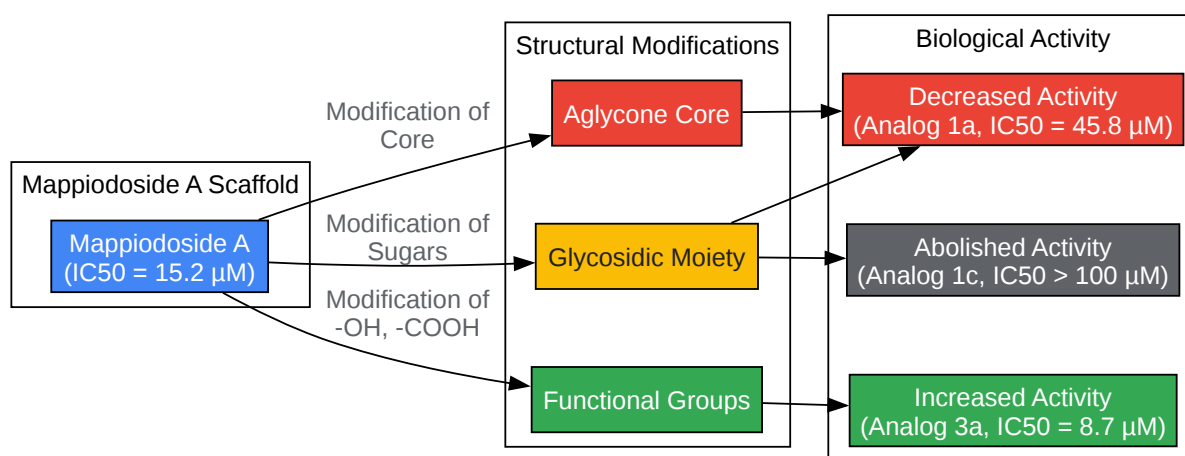 Structural Modifications
Biological Activity
Aglycone Core
Decreased Activity
(Analog 1a, IC50 = 45.8 µM)
Modification of
Core
Mappiodoside A Scaffold
Mappiodoside A
(IC50 = 15.2 µM)
Modification of
Sugars
Glycosidic Moiety
Abolished Activity
(Analog 1c, IC50 > 100 µM)
Modification of
-OH, -COOH
Functional Groups
Increased Activity
(Analog 3a, IC50 = 8.7 µM)